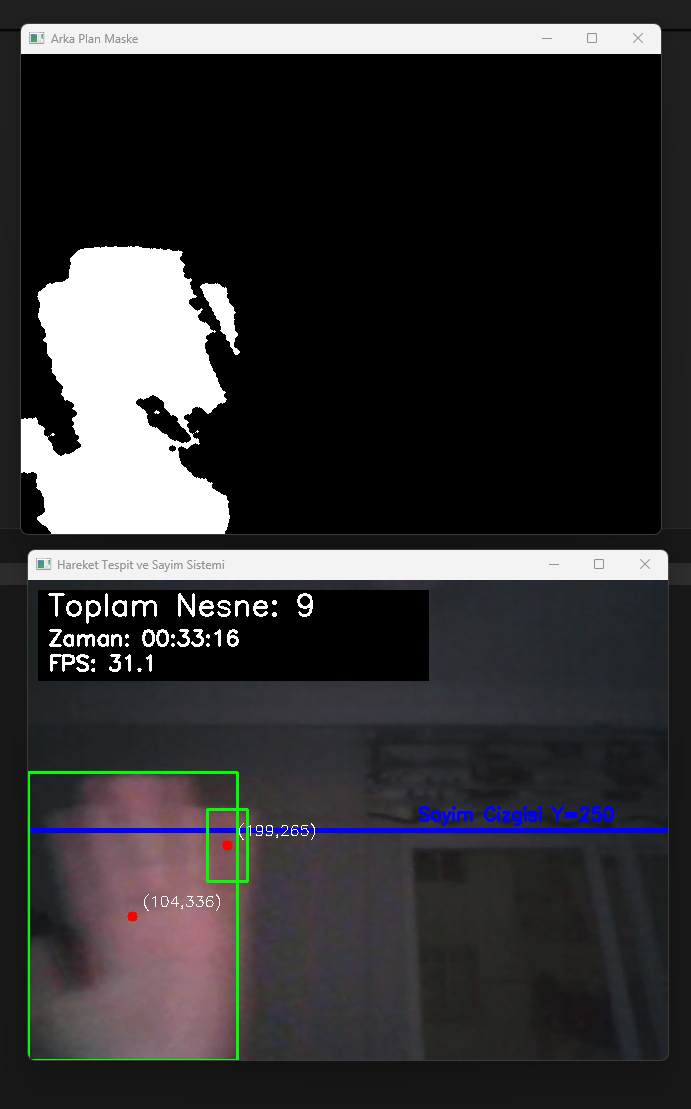 Arka Plan Maske
Hareket Tespit ve Sayim Sistemi
Toplam Nesne: 9
Zaman: 00:33:16
FPS: 31.1
Sayim Cizgisi Y=250
(199,265)
(104,336)